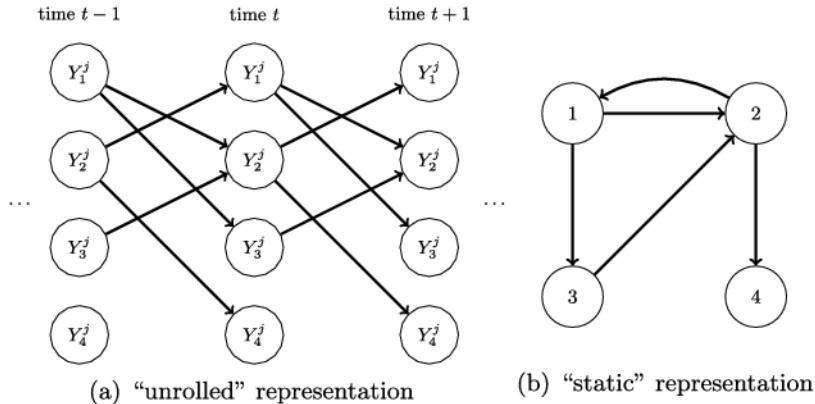 time t − 1 time t time t + 1
Y_1^j Y_1^j Y_1^j
1 2
Y_2^j Y_2^j Y_2^j
... ...
Y_3^j Y_3^j Y_3^j
3 4
Y_4^j Y_4^j Y_4^j
(a) "unrolled" representation
(b) "static" representation